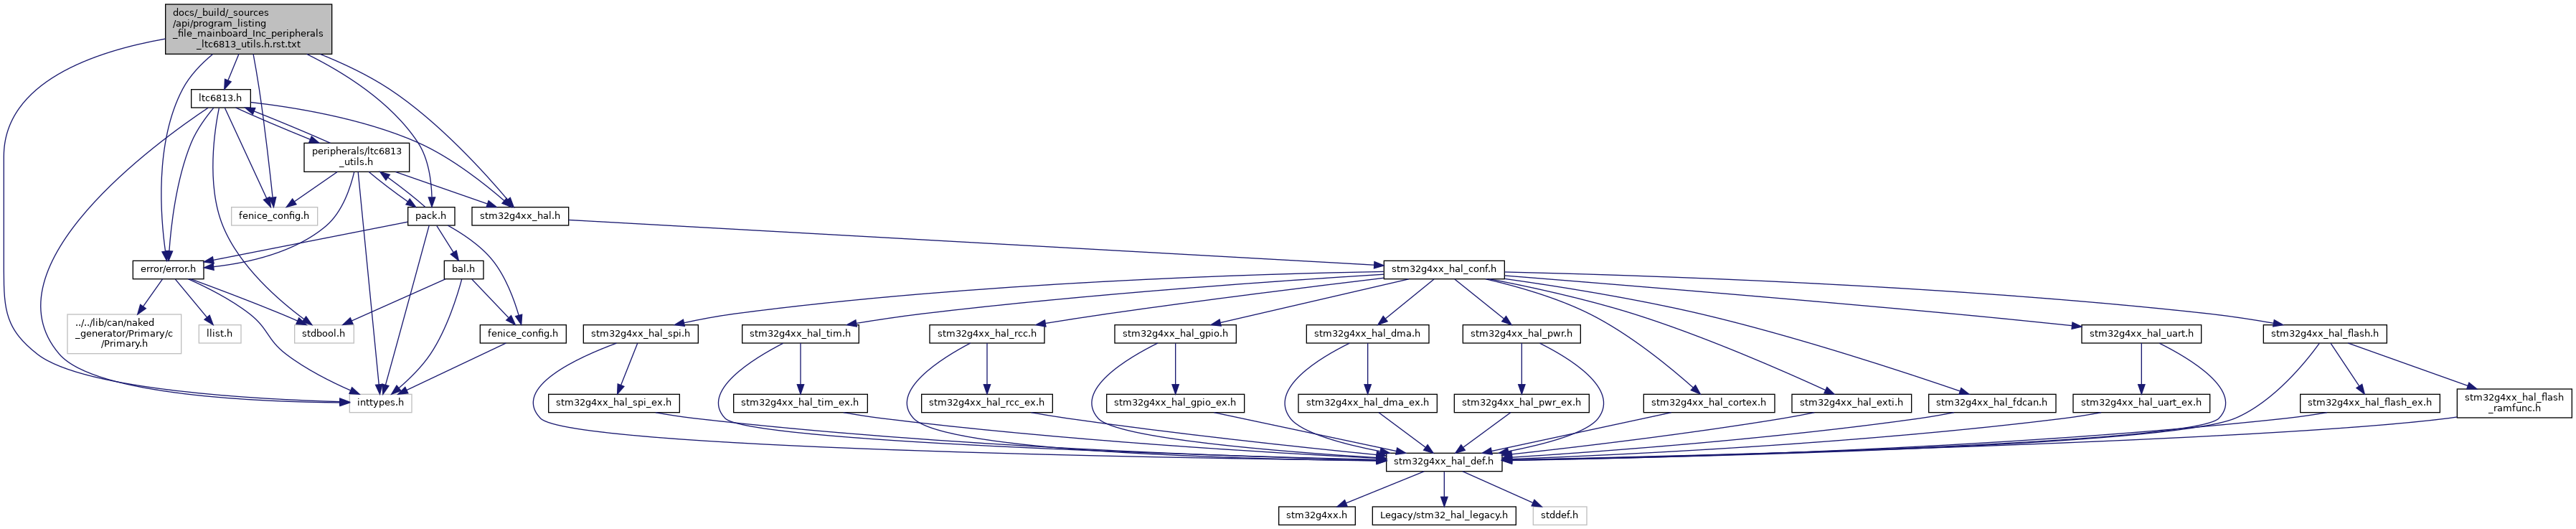 docs/_build/_sources
/api/program_listing
_file_mainboard_Inc_peripherals
_ltc6813_utils.h.rst.txt
ltc6813.h
peripherals/ltc6813
_utils.h
fenice_config.h
pack.h
stm32g4xx_hal.h
error/error.h
bal.h
stm32g4xx_hal_conf.h
../../lib/can/naked
_generator/Primary/c
/Primary.h
llist.h
stdbool.h
fenice_config.h
stm32g4xx_hal_spi.h
stm32g4xx_hal_tim.h
stm32g4xx_hal_rcc.h
stm32g4xx_hal_gpio.h
stm32g4xx_hal_dma.h
stm32g4xx_hal_pwr.h
stm32g4xx_hal_uart.h
stm32g4xx_hal_flash.h
inttypes.h
stm32g4xx_hal_spi_ex.h
stm32g4xx_hal_tim_ex.h
stm32g4xx_hal_rcc_ex.h
stm32g4xx_hal_gpio_ex.h
stm32g4xx_hal_dma_ex.h
stm32g4xx_hal_pwr_ex.h
stm32g4xx_hal_cortex.h
stm32g4xx_hal_exti.h
stm32g4xx_hal_fdcan.h
stm32g4xx_hal_uart_ex.h
stm32g4xx_hal_flash_ex.h
stm32g4xx_hal_flash
_ramfunc.h
stm32g4xx_hal_def.h
stm32g4xx.h
Legacy/stm32_hal_legacy.h
stddef.h